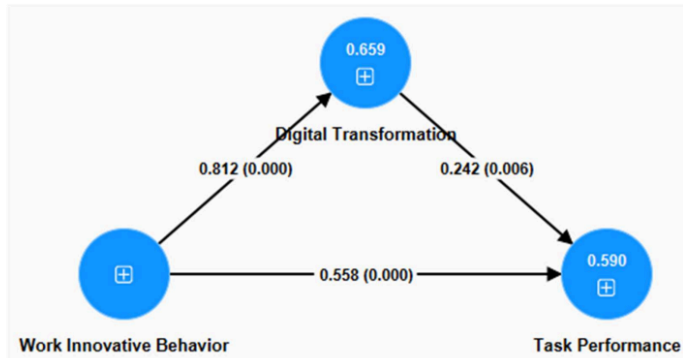 0.659
Digital Transformation
0.812 (0.000)
0.242 (0.006)
0.590
0.558 (0.000)
Work Innovative Behavior
Task Performance